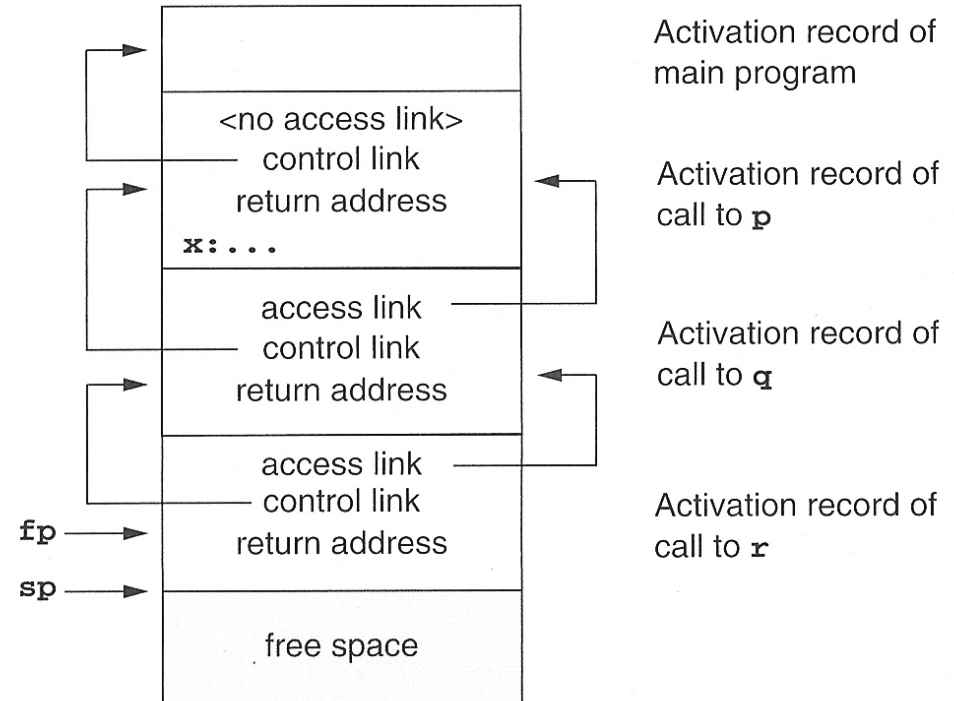 Activation record of
main program
<no access link>
control link
return address
x:...
Activation record of
call to p
access link
control link
return address
Activation record of
call to q
access link
control link
return address
Activation record of
call to r
fp
sp
free space